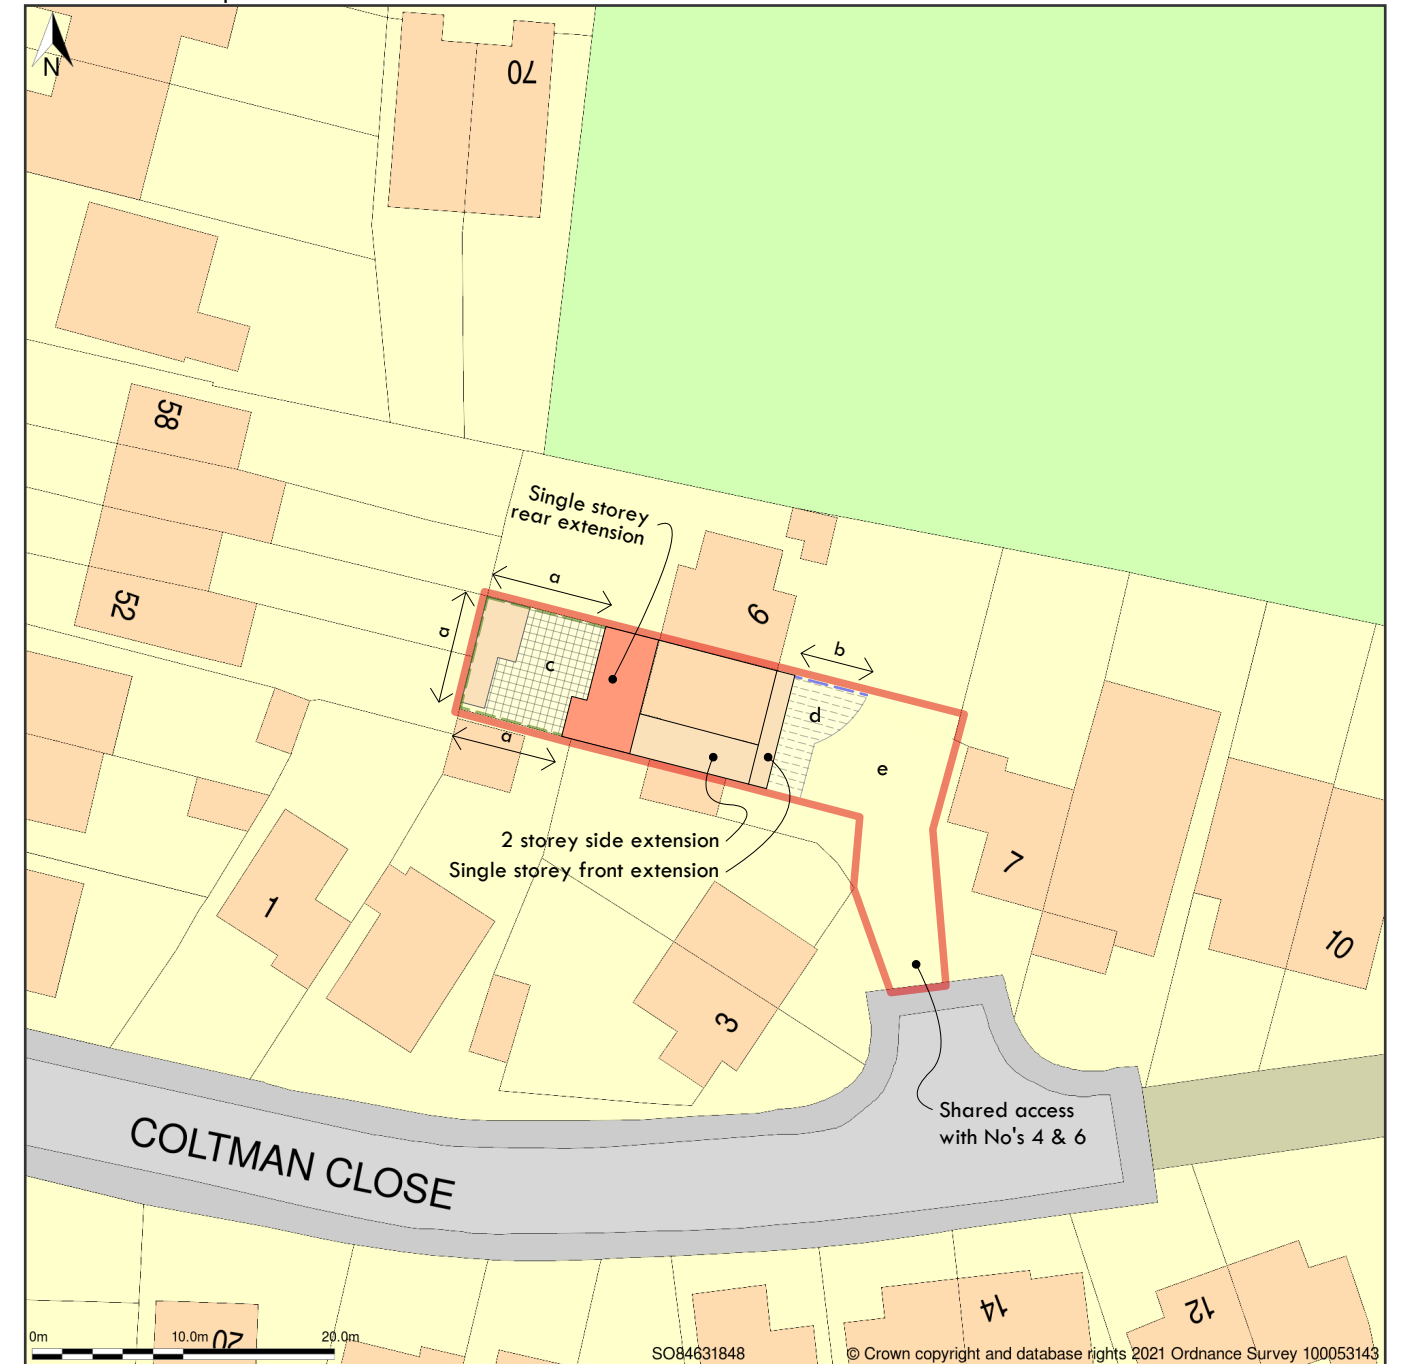 N
70
58
Single storey
rear extension
52
a
a
6
b
c
d
a
e
2 storey side extension
Single storey front extension
7
1
10
3
Shared access
with No's 4 & 6
COLTMAN CLOSE
14
12
20
0m
10.0m
20.0m
SO84631848
© Crown copyright and database rights 2021 Ordnance Survey 100053143